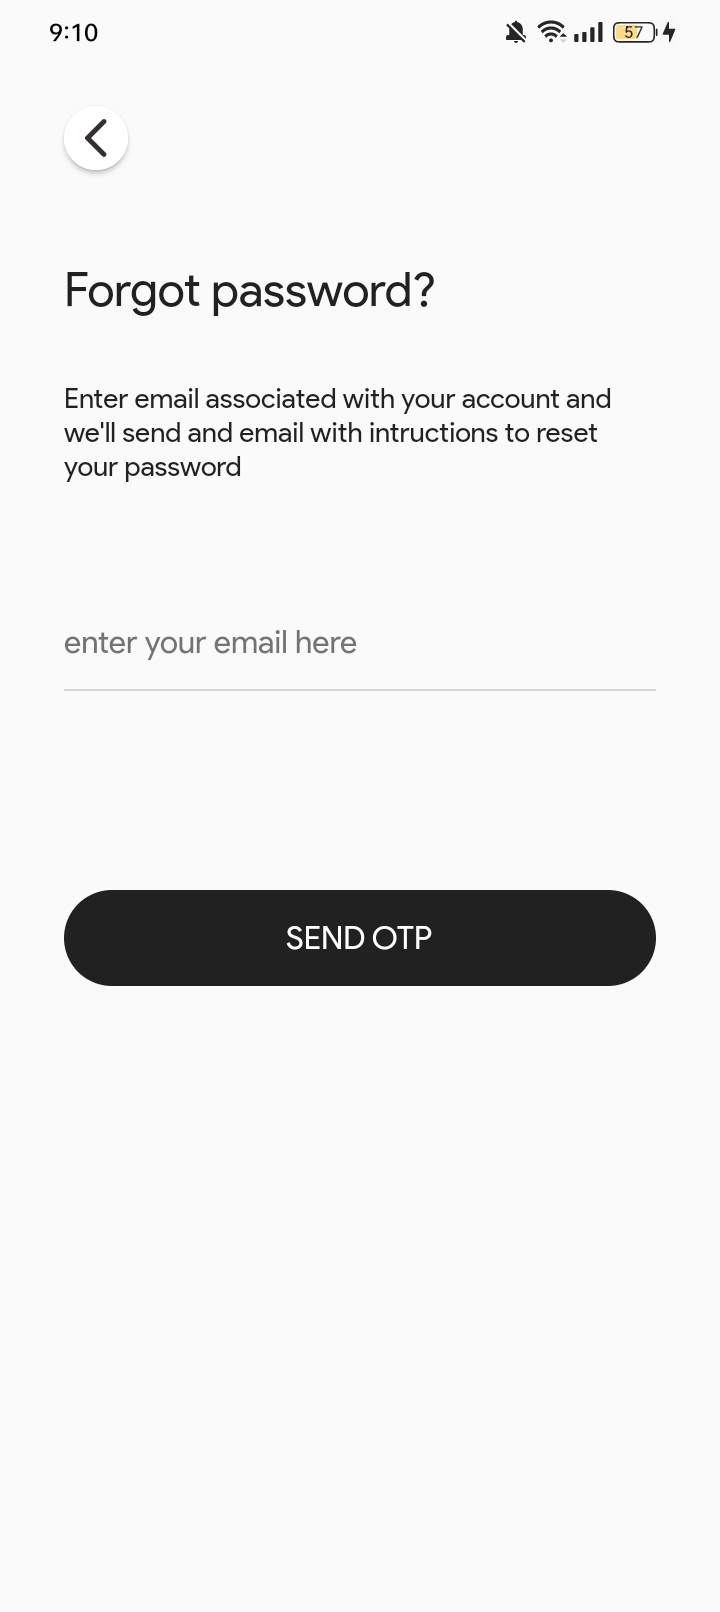 9:10
57
Forgot password?
Enter email associated with your account and
we'll send and email with intructions to reset
your password
enter your email here
SEND OTP